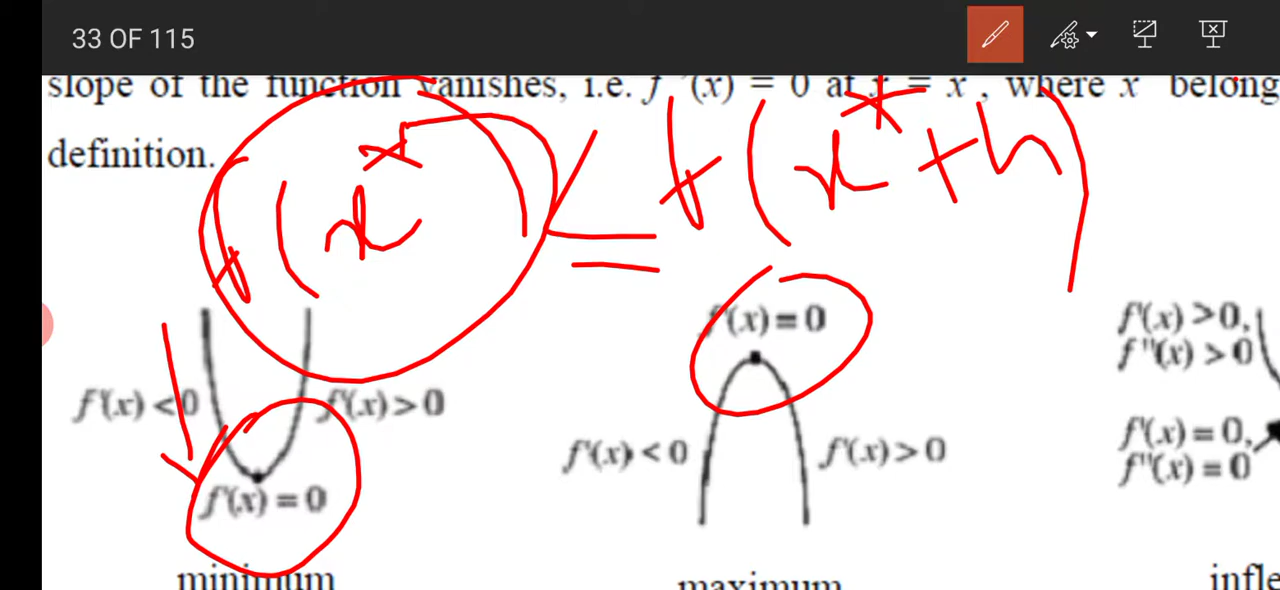 33 OF 115
slope of the function vanishes, i.e. f '(x) = 0 at x* = x , where x belong
definition.
f(x*) <= f(x*+h)
f'(x) = 0
f'(x) > 0,
f''(x) > 0
f'(x) < 0 f'(x) > 0
f'(x) < 0 f'(x) > 0
f'(x) = 0,
f''(x) = 0
f'(x) = 0
minimum maximum infle